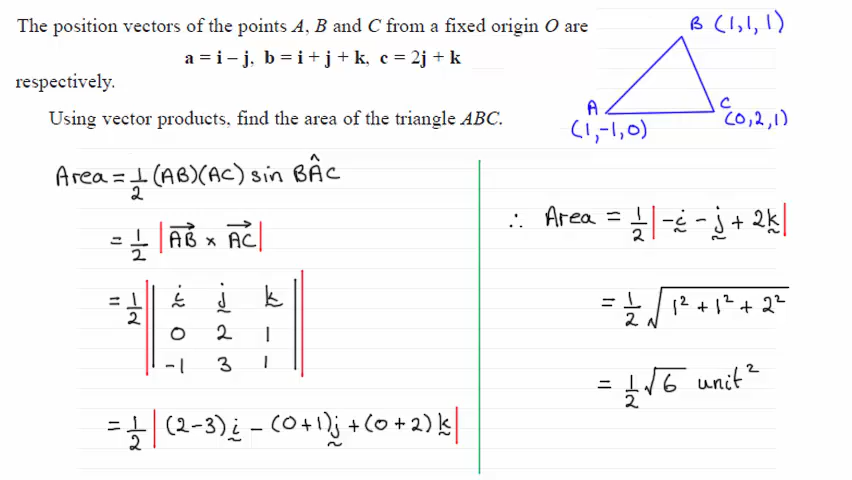 The position vectors of the points A, B and C from a fixed origin O are
a = i – j, b = i + j + k, c = 2j + k
respectively.
Using vector products, find the area of the triangle ABC.
B (1,1,1)
A
(1,-1,0)
C
(0,2,1)
Area = 1/2 (AB)(AC) sin BÂC
= 1/2 |AB→ × AC→|
= 1/2 || i j k
0 2 1
-1 3 1 ||
= 1/2 |(2-3)i - (0+1)j + (0+2)k|
∴ Area = 1/2 |-i - j + 2k|
= 1/2 √(1² + 1² + 2²)
= 1/2 √6 unit²